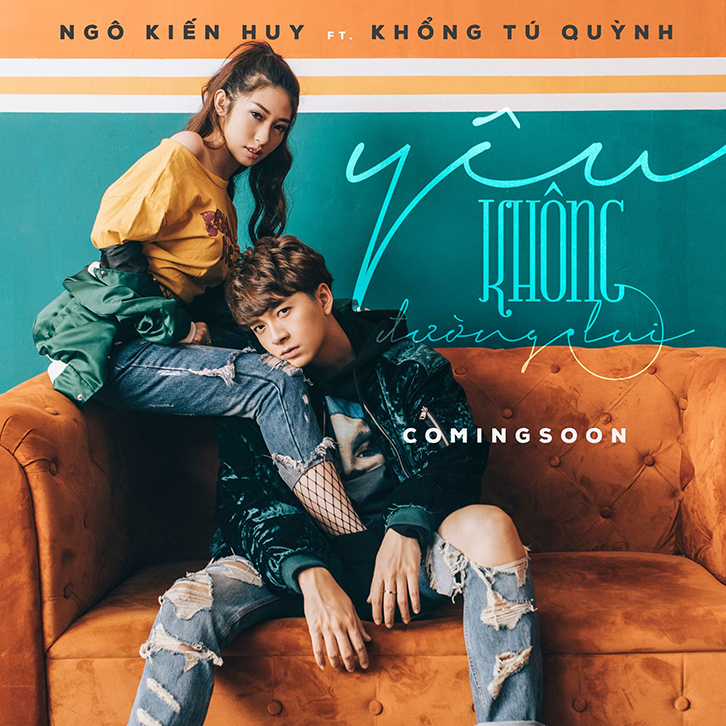 NGÔ KIẾN HUY FT. KHỔNG TÚ QUỲNH
yêu
KHÔNG
đường lui
COMINGSOON